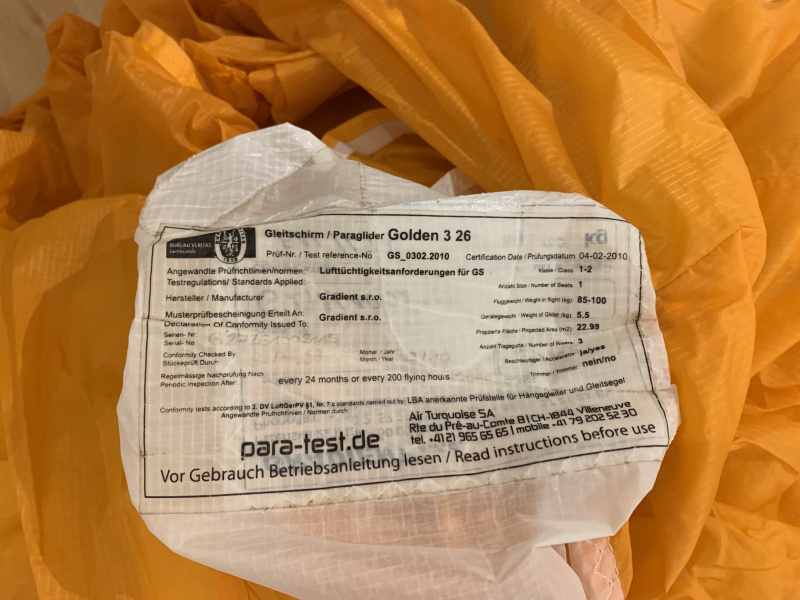 BUREAU VERITAS
Certification
Gleitschirm / Paraglider Golden 3 26
Prüf-Nr. / Test reference-No GS_0302.2010
Certification Date / Prüfungsdatum 04-02-2010
Angewandte Prüfrichtlinien/normen: Lufttüchtigkeitsanforderungen für GS
Testregulations/ Standards Applied:
Klasse / Class 1-2
Anzahl Sitze / Number of Seats 1
Hersteller / Manufacturer Gradient s.r.o.
Fluggewicht / Weight in flight (kg) 85-100
Musterprüfbescheinigung Erteilt An: Gradient s.r.o.
Declaration Of Conformity Issued To:
Gerätegewicht / Weight of Glider (kg) 5.5
Projizierte Fläche / Projected Area (m2) 22.99
Serien- Nr.
Serial- No.
Anzahl Tragegurte / Number of Risers 3
Conformity Checked By:
Stückeprüft Durch:
Monat / Jahr
Month / Year
Beschleuniger / Accelerator ja/yes
Trimmer / Trimmer nein/no
Regelmässige Nachprüfung Nach
Periodic Inspection After: every 24 months or every 200 flying hours
Conformity tests according to 2. DV LuftGerPV §1, Nr. 7 c standards carried out by: LBA anerkannte Prüfstelle für Hängegleiter und Gleitsegel
Angewandte Prüfrichtlinien / Normen durch:
para-test.de
Air Turquoise SA
Rte du Pré-au-Comte 8 | CH-1844 Villeneuve
tel. +41 21 965 65 65 | mobile +41 79 202 52 30
Vor Gebrauch Betriebsanleitung lesen / Read instructions before use